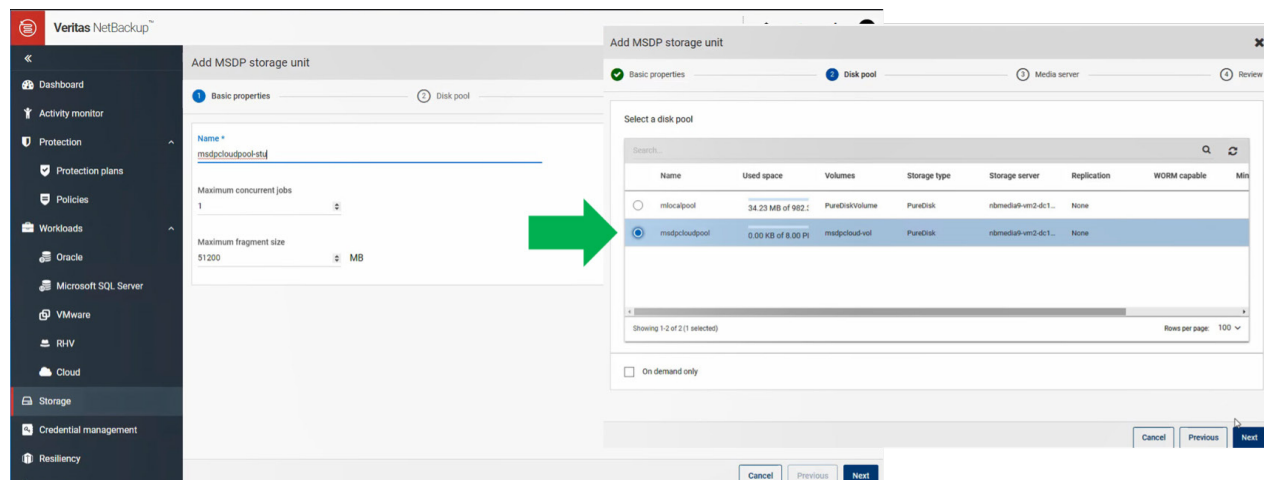 Veritas NetBackup™
«
Dashboard
Activity monitor
Protection
Protection plans
Policies
Workloads
Oracle
Microsoft SQL Server
VMware
RHV
Cloud
Storage
Credential management
Resiliency
Add MSDP storage unit
1 Basic properties
2 Disk pool
Name *
msdpcloudpool-stu
Maximum concurrent jobs
1
Maximum fragment size
51200 MB
Cancel Previous Next
Add MSDP storage unit
Basic properties
2 Disk pool
3 Media server
4 Review
Select a disk pool
Search...
Name Used space Volumes Storage type Storage server Replication WORM capable Min
mlocalpool 34.23 MB of 982.: PureDiskVolume PureDisk nbmedia9-vm2-dc1... None
msdpcloudpool 0.00 KB of 8.00 PI msdpcloud-vol PureDisk nbmedia9-vm2-dc1... None
Showing 1-2 of 2 (1 selected) Rows per page: 100
On demand only
Cancel Previous Next